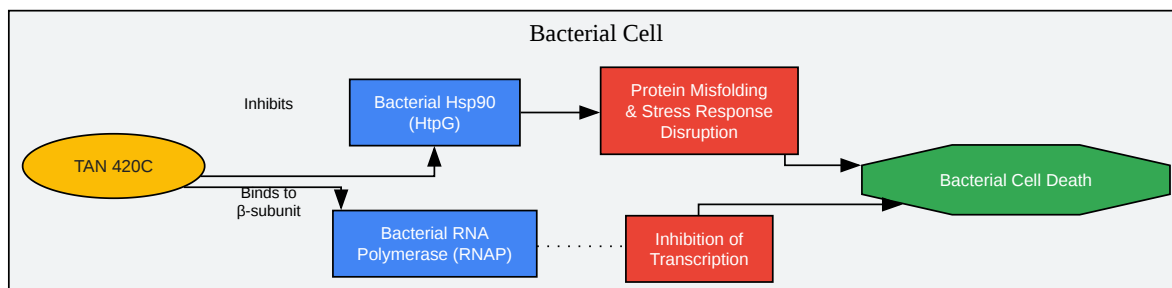 Bacterial Cell
Inhibits
Bacterial Hsp90
(HtpG)
Protein Misfolding
& Stress Response
Disruption
TAN 420C
Bacterial Cell Death
Binds to
β-subunit
Bacterial RNA
Polymerase (RNAP)
Inhibition of
Transcription